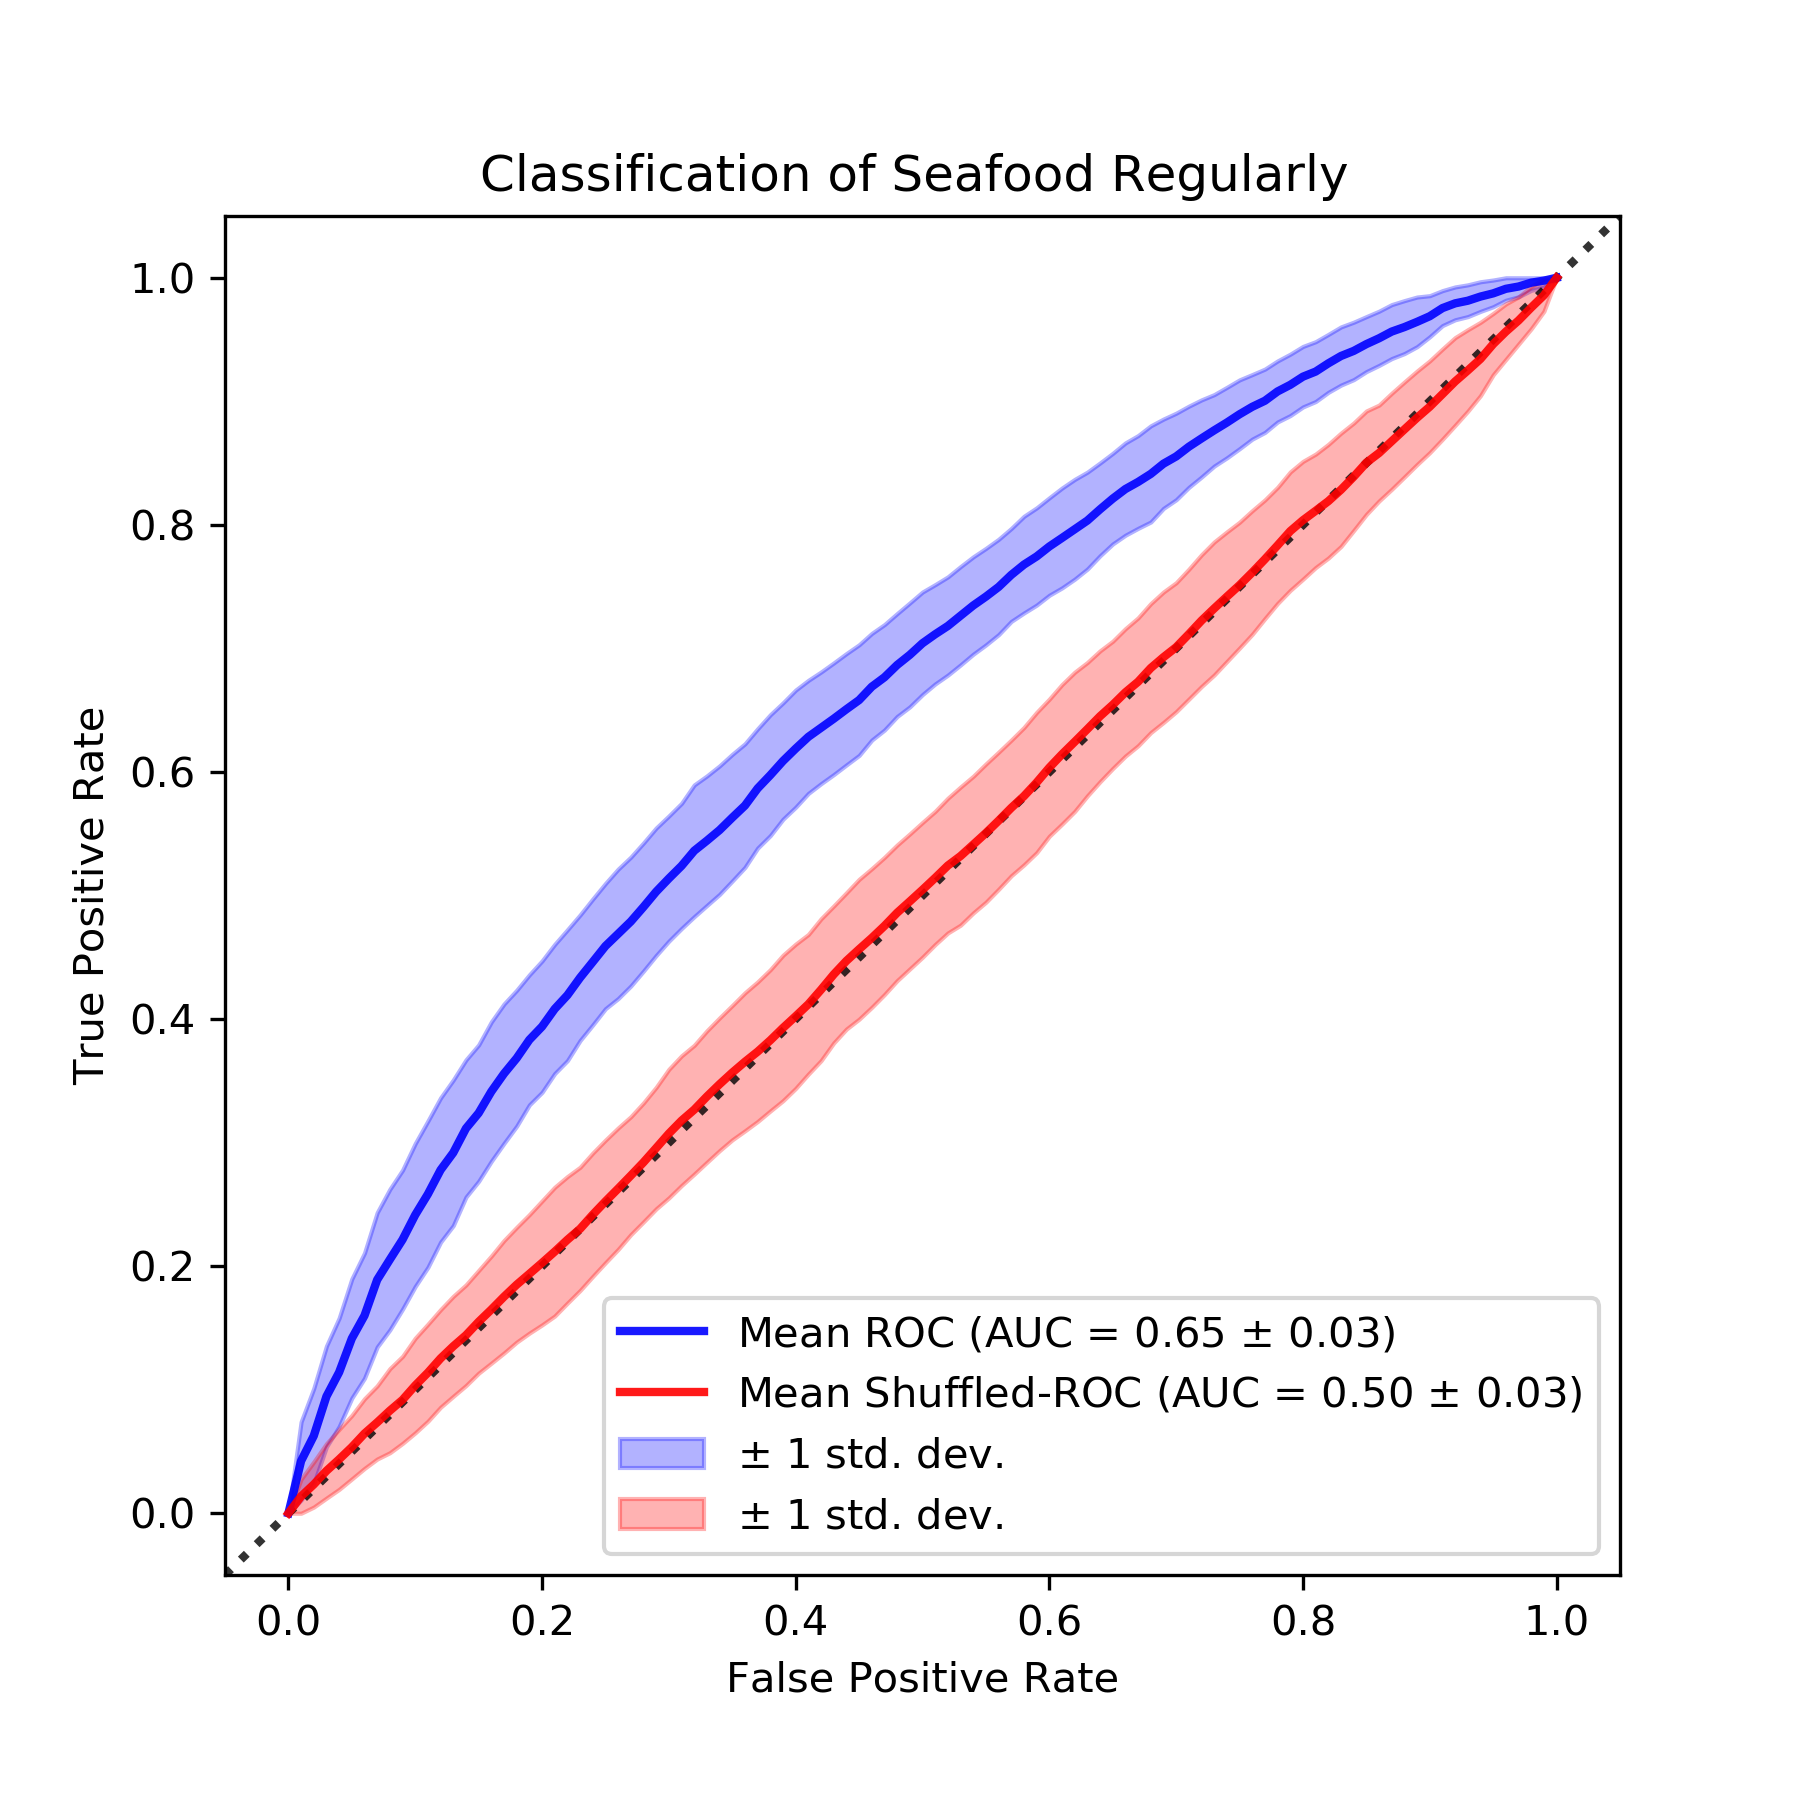 Classification of Seafood Regularly
True Positive Rate
1.0
0.8
0.6
0.4
0.2
0.0
Mean ROC (AUC = 0.65 ± 0.03)
Mean Shuffled-ROC (AUC = 0.50 ± 0.03)
± 1 std. dev.
± 1 std. dev.
0.0 0.2 0.4 0.6 0.8 1.0
False Positive Rate